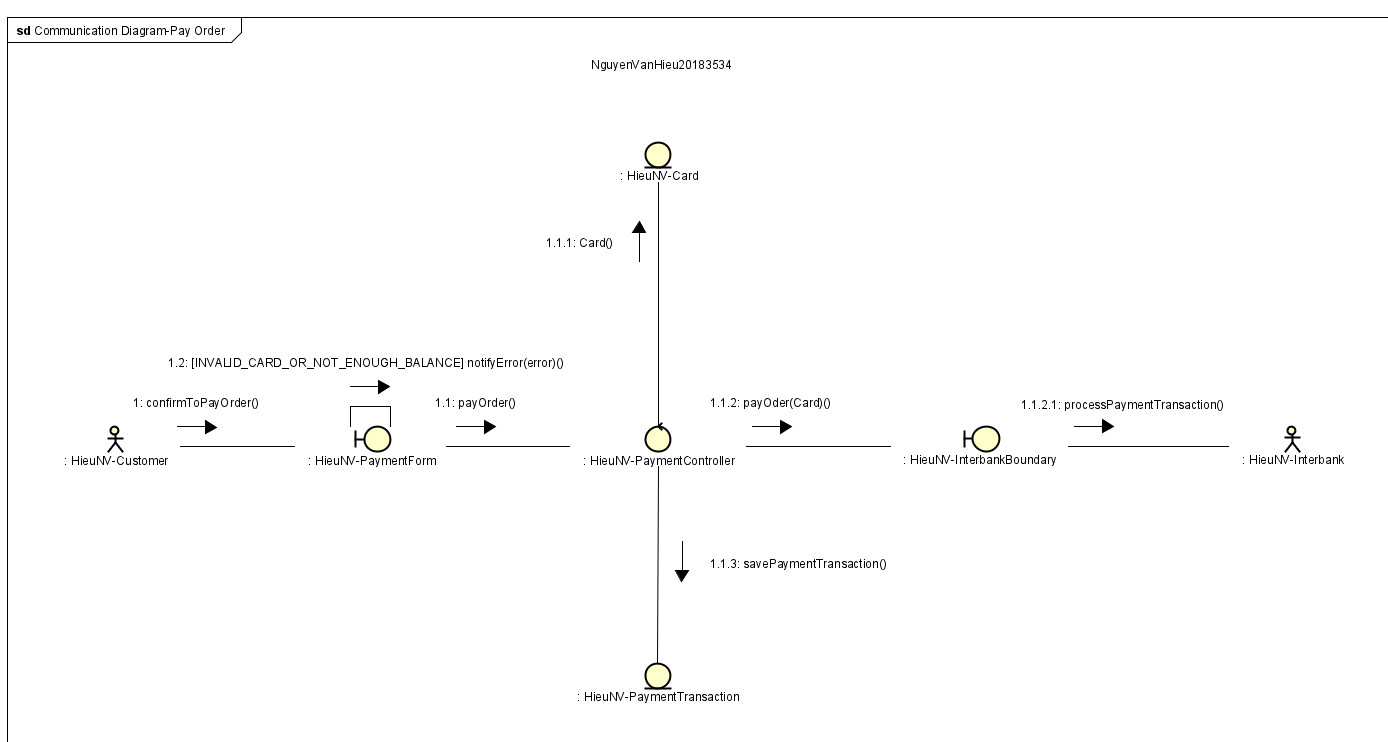 sd Communication Diagram-Pay Order
NguyenVanHieu20183534
: HieuNV-Card
1.1.1: Card()
1.2: [INVALID_CARD_OR_NOT_ENOUGH_BALANCE] notifyError(error)()
1: confirmToPayOrder()
1.1: payOrder()
1.1.2: payOder(Card)()
1.1.2.1: processPaymentTransaction()
: HieuNV-Customer
: HieuNV-PaymentForm
: HieuNV-PaymentController
: HieuNV-InterbankBoundary
: HieuNV-Interbank
1.1.3: savePaymentTransaction()
: HieuNV-PaymentTransaction